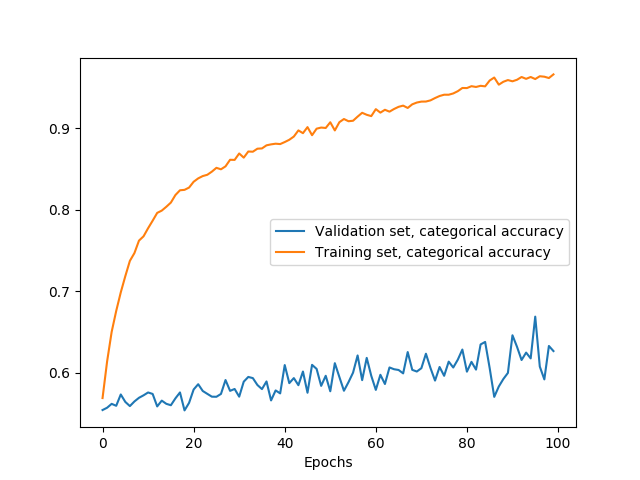 0.9
0.8
0.7
0.6
Validation set, categorical accuracy
Training set, categorical accuracy
0 20 40 60 80 100
Epochs